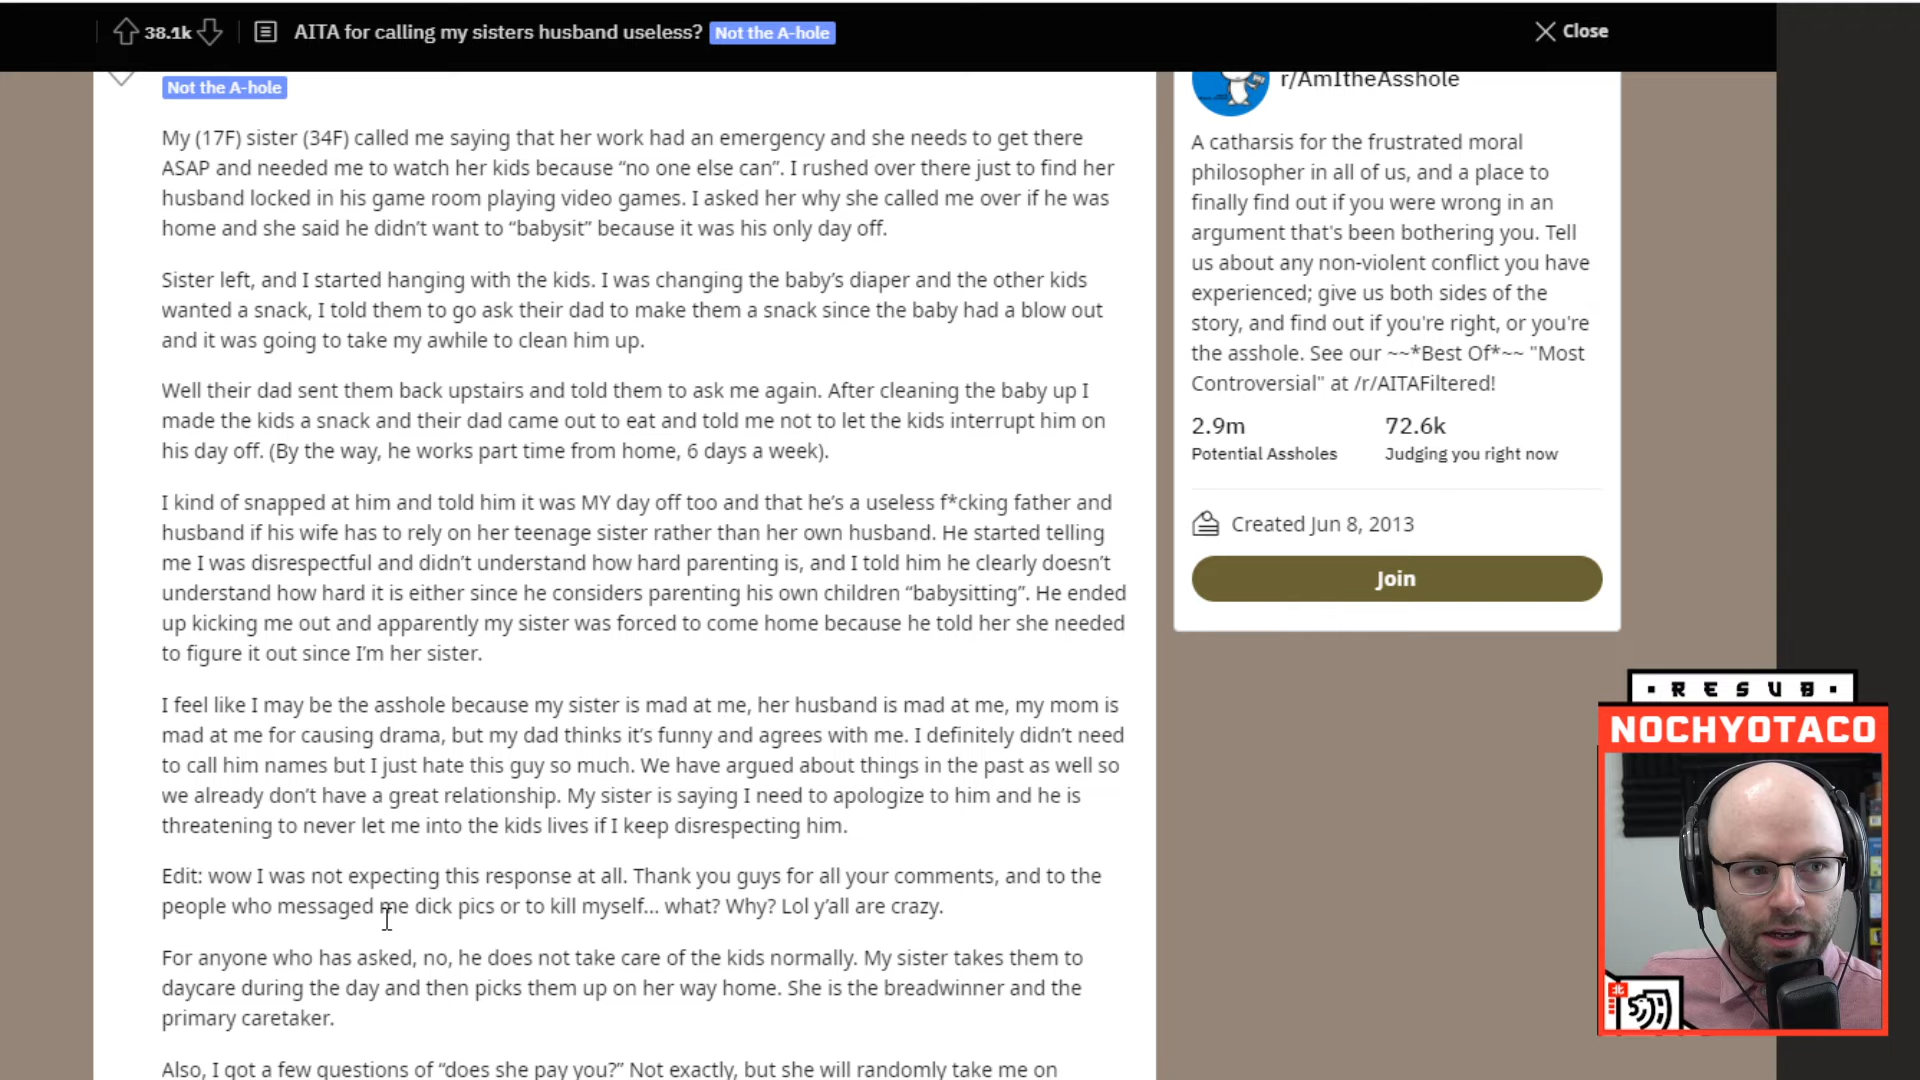 38.1k
AITA for calling my sisters husband useless? Not the A-hole
Close
Not the A-hole
My (17F) sister (34F) called me saying that her work had an emergency and she needs to get there
ASAP and needed me to watch her kids because “no one else can”. I rushed over there just to find her
husband locked in his game room playing video games. I asked her why she called me over if he was
home and she said he didn’t want to “babysit” because it was his only day off.
Sister left, and I started hanging with the kids. I was changing the baby’s diaper and the other kids
wanted a snack, I told them to go ask their dad to make them a snack since the baby had a blow out
and it was going to take my awhile to clean him up.
Well their dad sent them back upstairs and told them to ask me again. After cleaning the baby up I
made the kids a snack and their dad came out to eat and told me not to let the kids interrupt him on
his day off. (By the way, he works part time from home, 6 days a week).
I kind of snapped at him and told him it was MY day off too and that he’s a useless f*cking father and
husband if his wife has to rely on her teenage sister rather than her own husband. He started telling
me I was disrespectful and didn’t understand how hard parenting is, and I told him he clearly doesn’t
understand how hard it is either since he considers parenting his own children “babysitting”. He ended
up kicking me out and apparently my sister was forced to come home because he told her she needed
to figure it out since I’m her sister.
I feel like I may be the asshole because my sister is mad at me, her husband is mad at me, my mom is
mad at me for causing drama, but my dad thinks it’s funny and agrees with me. I definitely didn’t need
to call him names but I just hate this guy so much. We have argued about things in the past as well so
we already don’t have a great relationship. My sister is saying I need to apologize to him and he is
threatening to never let me into the kids lives if I keep disrespecting him.
Edit: wow I was not expecting this response at all. Thank you guys for all your comments, and to the
people who messaged me dick pics or to kill myself... what? Why? Lol y’all are crazy.
For anyone who has asked, no, he does not take care of the kids normally. My sister takes them to
daycare during the day and then picks them up on her way home. She is the breadwinner and the
primary caretaker.
Also, I got a few questions of “does she pay you?” Not exactly, but she will randomly take me on
r/AmItheAsshole
A catharsis for the frustrated moral
philosopher in all of us, and a place to
finally find out if you were wrong in an
argument that's been bothering you. Tell
us about any non-violent conflict you have
experienced; give us both sides of the
story, and find out if you're right, or you're
the asshole. See our ~~*Best Of*~~ "Most
Controversial" at /r/AITAFiltered!
2.9m 72.6k
Potential Assholes Judging you right now
Created Jun 8, 2013
Join
RESUB
NOCHYOTACO